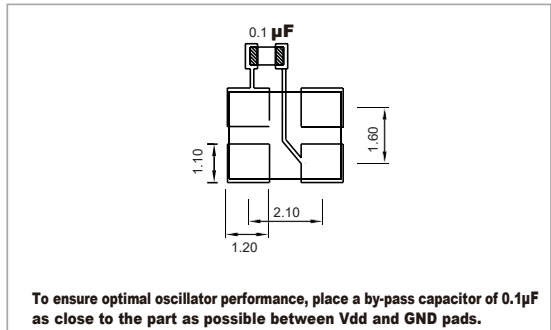 0.1 µF
1.60
1.10
2.10
1.20
To ensure optimal oscillator performance, place a by-pass capacitor of 0.1µF
as close to the part as possible between Vdd and GND pads.